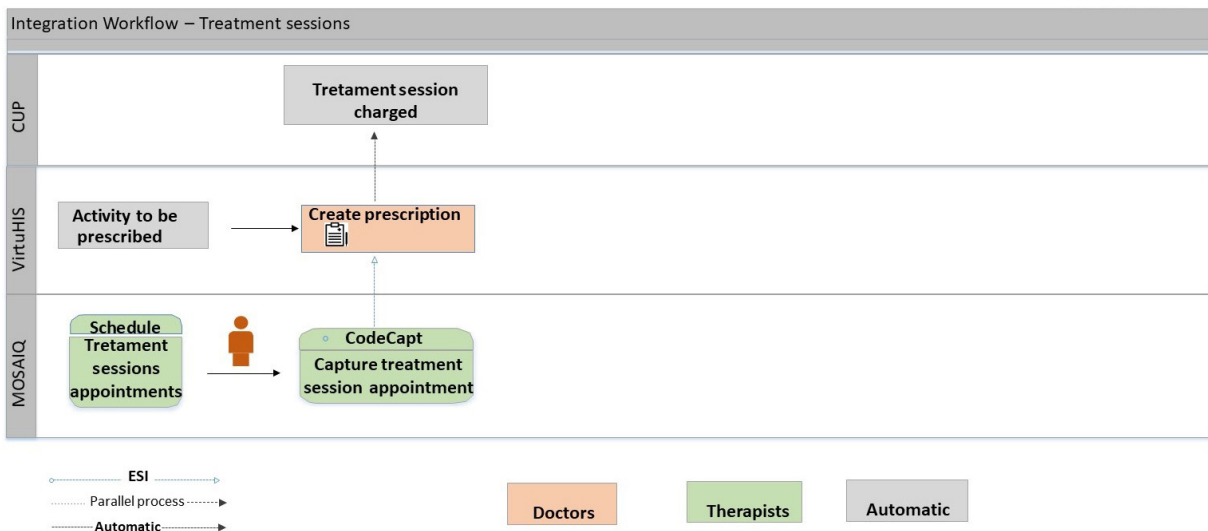 Integration Workflow – Treatment sessions
CUP
Tretament session
charged
VirtuHIS
Activity to be
prescribed
Create prescription
MOSAIQ
Schedule
Tretament
sessions
appointments
CodeCapt
Capture treatment
session appointment
ESI
Parallel process
Automatic
Doctors
Therapists
Automatic